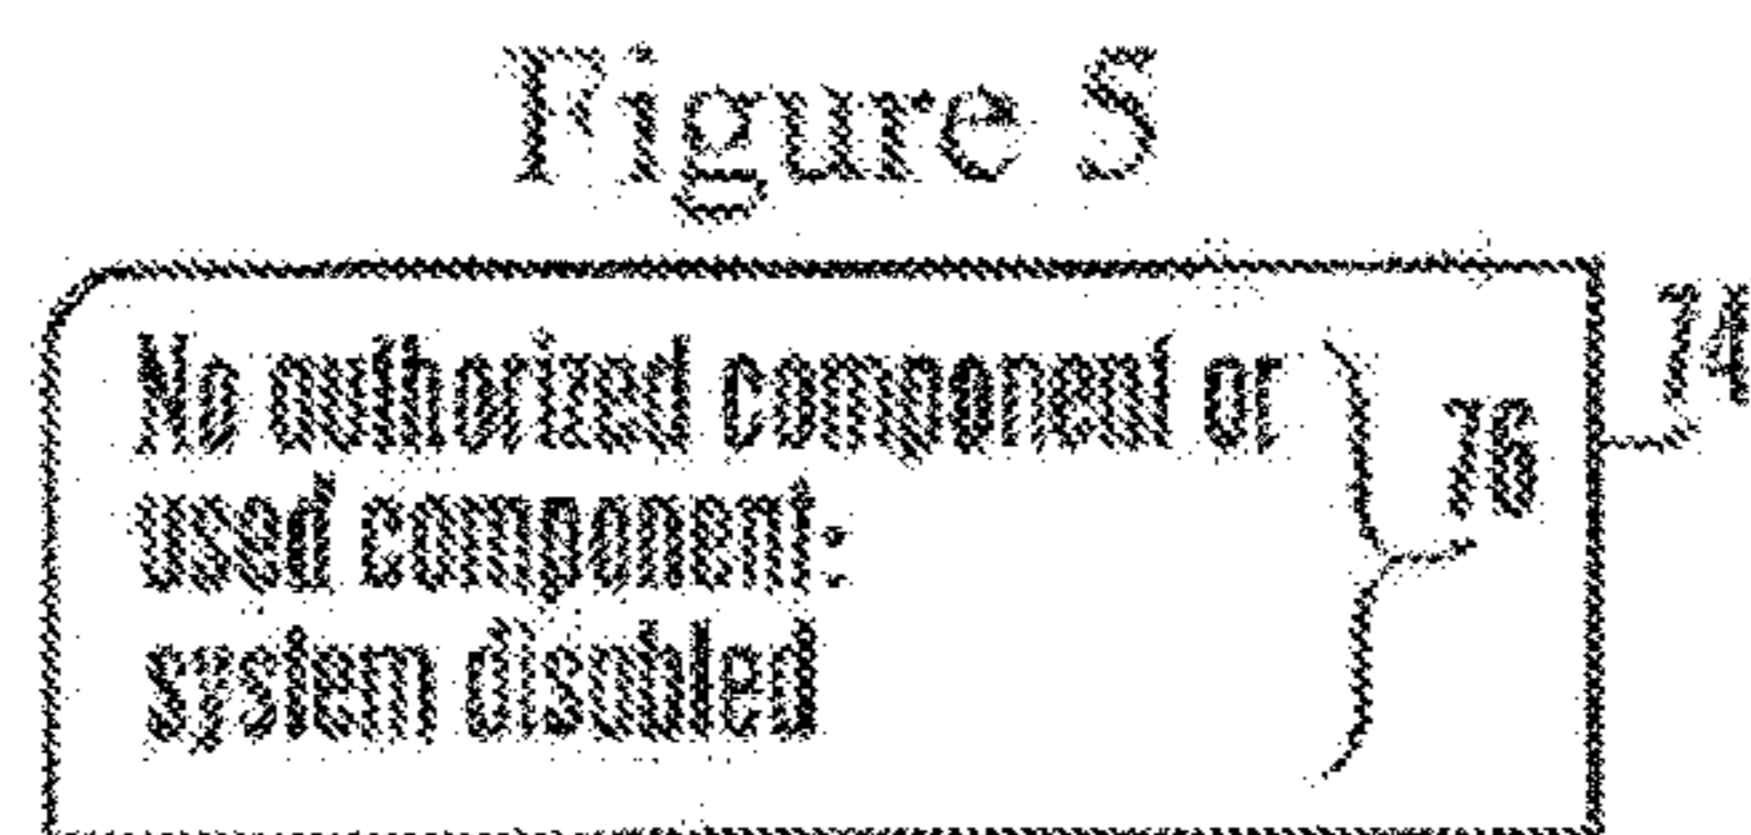 Figure 5
74
No authorized component or
76
used component:
system disabled